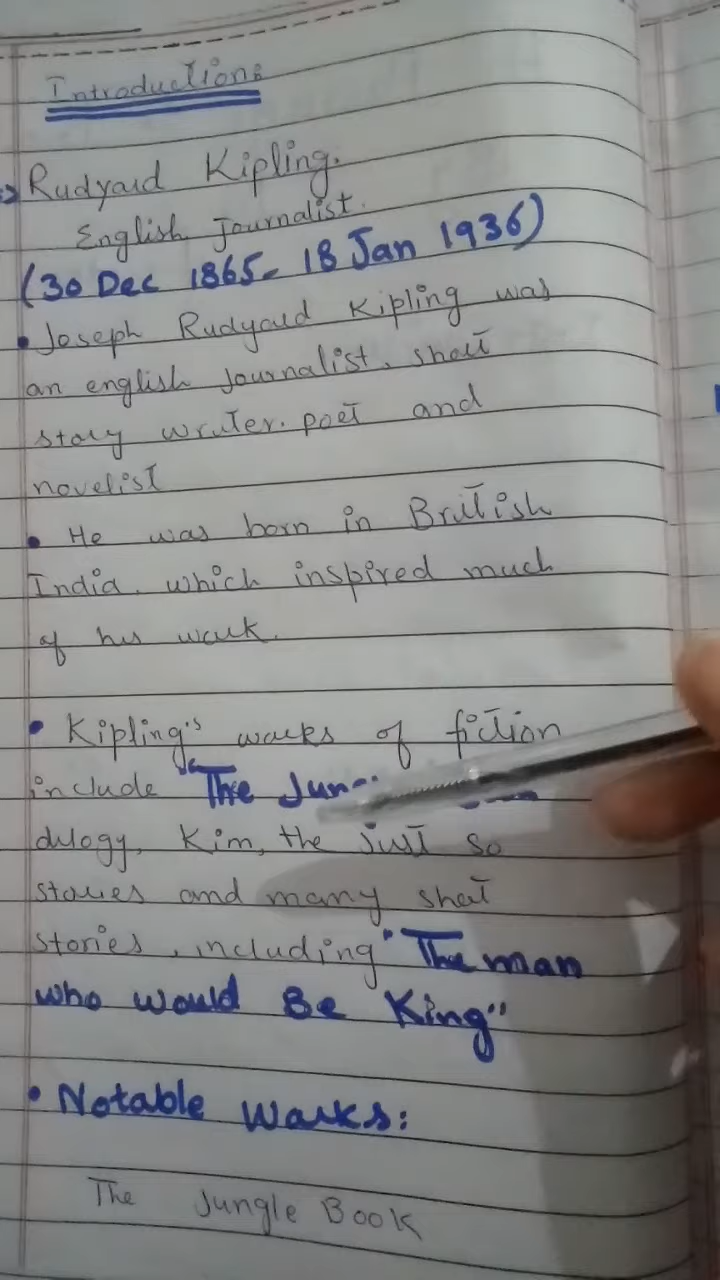 Introduction:
Rudyard Kipling.
English journalist.
(30 Dec 1865- 18 Jan 1936)
• Joseph Rudyard Kipling was
an english journalist, short
story writer. poet and
novelist
• He was born in British
India. which inspired much
of his work.
• Kipling's works of fiction
include "The
dulogy, Kim, the just so
stories and many short
stories, including "The man
who would Be King"
• Notable Works:
The Jungle Book